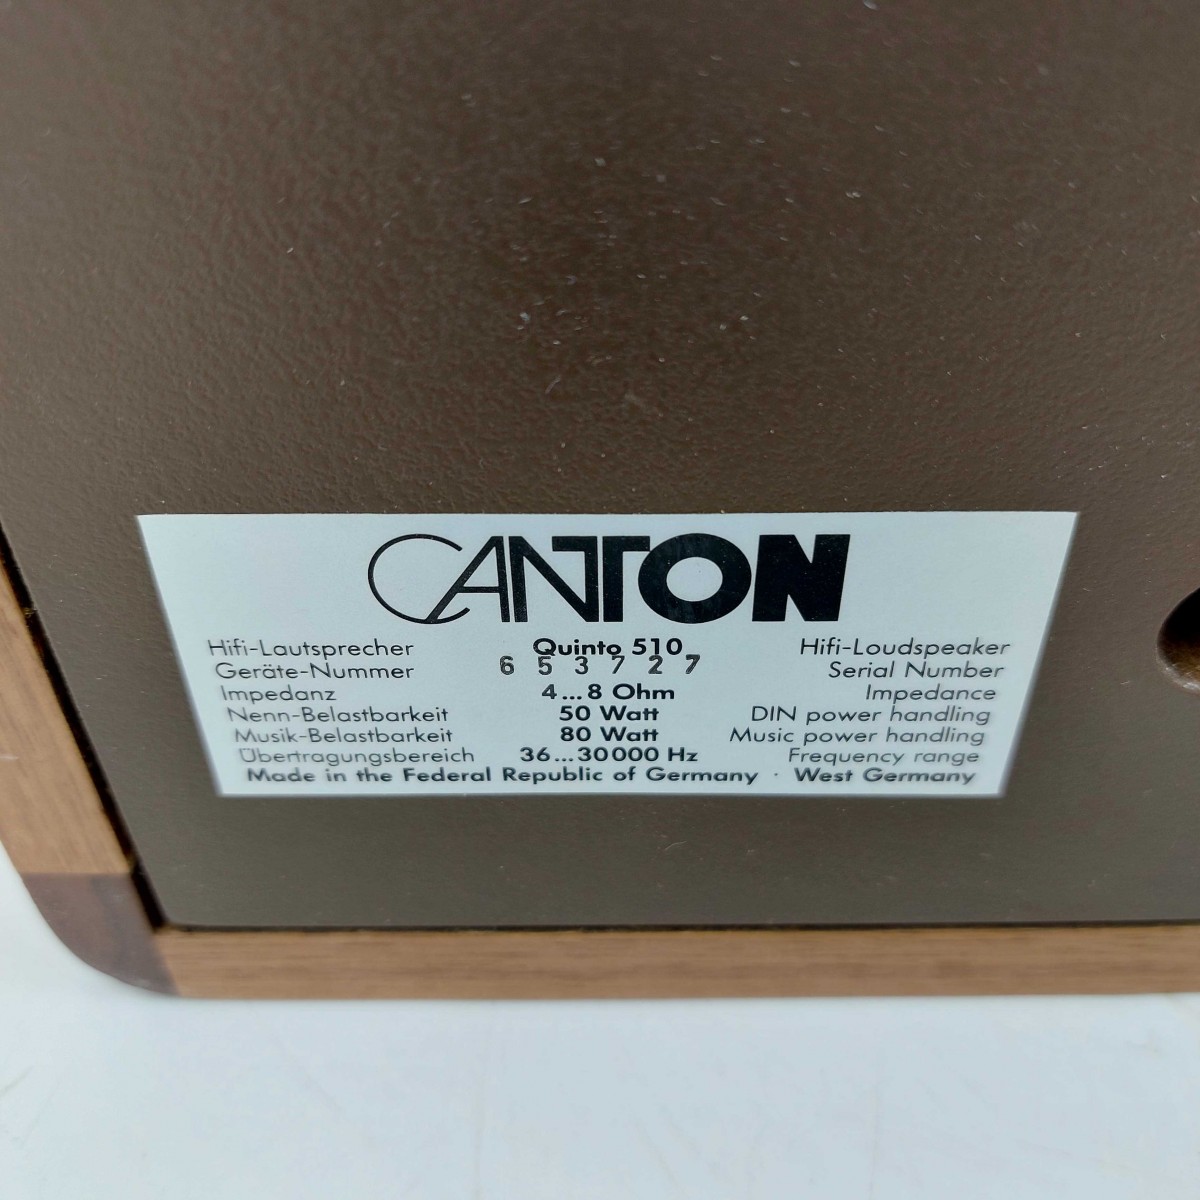 CANTON
Hifi-Lautsprecher Quinto 510 Hifi-Loudspeaker
Geräte-Nummer 6 5 3 7 2 7 Serial Number
Impedanz 4...8 Ohm Impedance
Nenn-Belastbarkeit 50 Watt DIN power handling
Musik-Belastbarkeit 80 Watt Music power handling
Übertragungsbereich 36...30000 Hz Frequency range
Made in the Federal Republic of Germany · West Germany